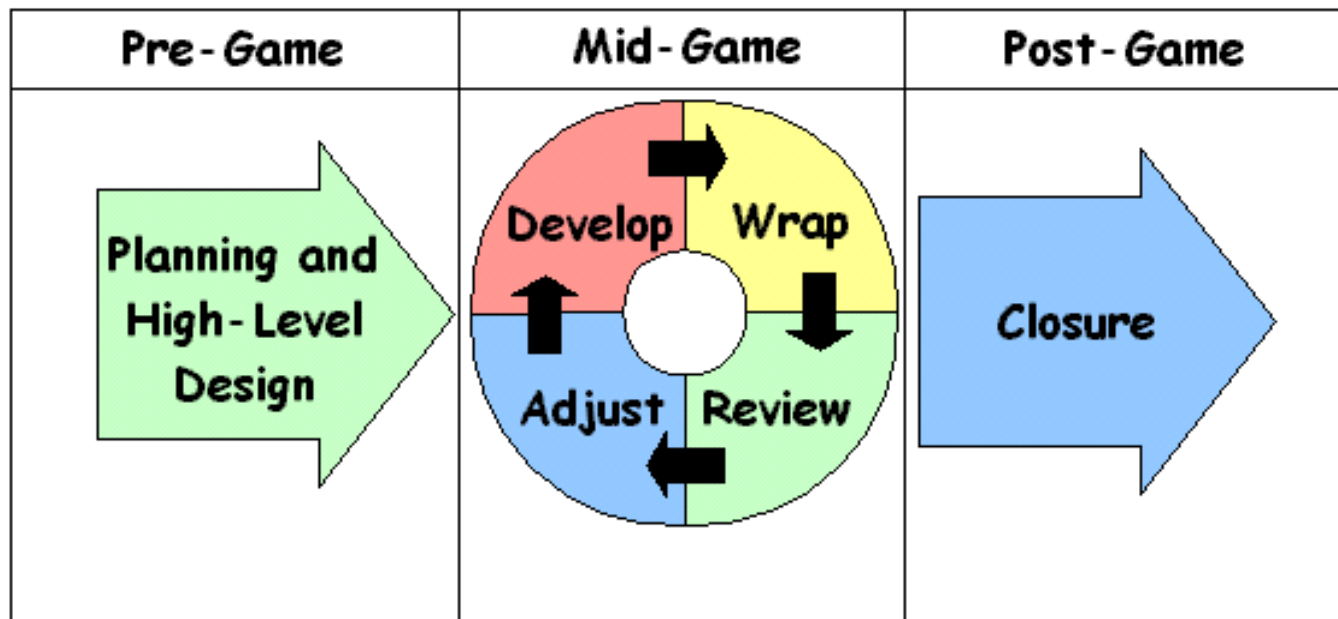 Pre-Game
Mid-Game
Post-Game
Planning and
High-Level
Design
Develop
Wrap
Adjust
Review
Closure